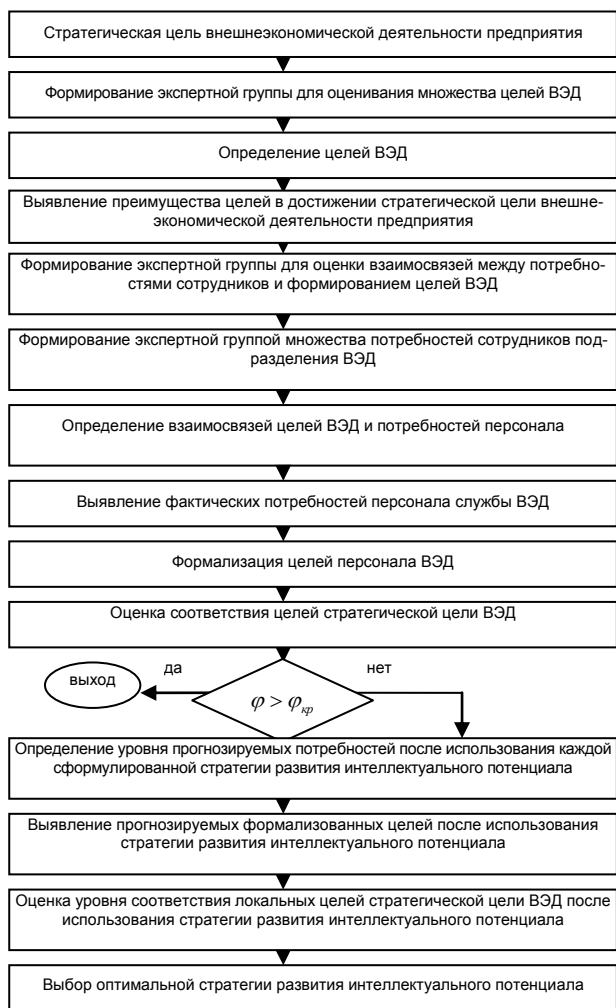 Стратегическая цель внешнеэкономической деятельности предприятия
Формирование экспертной группы для оценивания множества целей ВЭД
Определение целей ВЭД
Выявление преимущества целей в достижении стратегической цели внешне-
экономической деятельности предприятия
Формирование экспертной группы для оценки взаимосвязей между потребно-
стями сотрудников и формированием целей ВЭД
Формирование экспертной группой множества потребностей сотрудников под-
разделения ВЭД
Определение взаимосвязей целей ВЭД и потребностей персонала
Выявление фактических потребностей персонала службы ВЭД
Формализация целей персонала ВЭД
Оценка соответствия целей стратегической цели ВЭД
выход
да
нет
φ > φкр
Определение уровня прогнозируемых потребностей после использования каждой
сформулированной стратегии развития интеллектуального потенциала
Выявление прогнозируемых формализованных целей после использования
стратегии развития интеллектуального потенциала
Оценка уровня соответствия локальных целей стратегической цели ВЭД после
использования стратегии развития интеллектуального потенциала
Выбор оптимальной стратегии развития интеллектуального потенциала